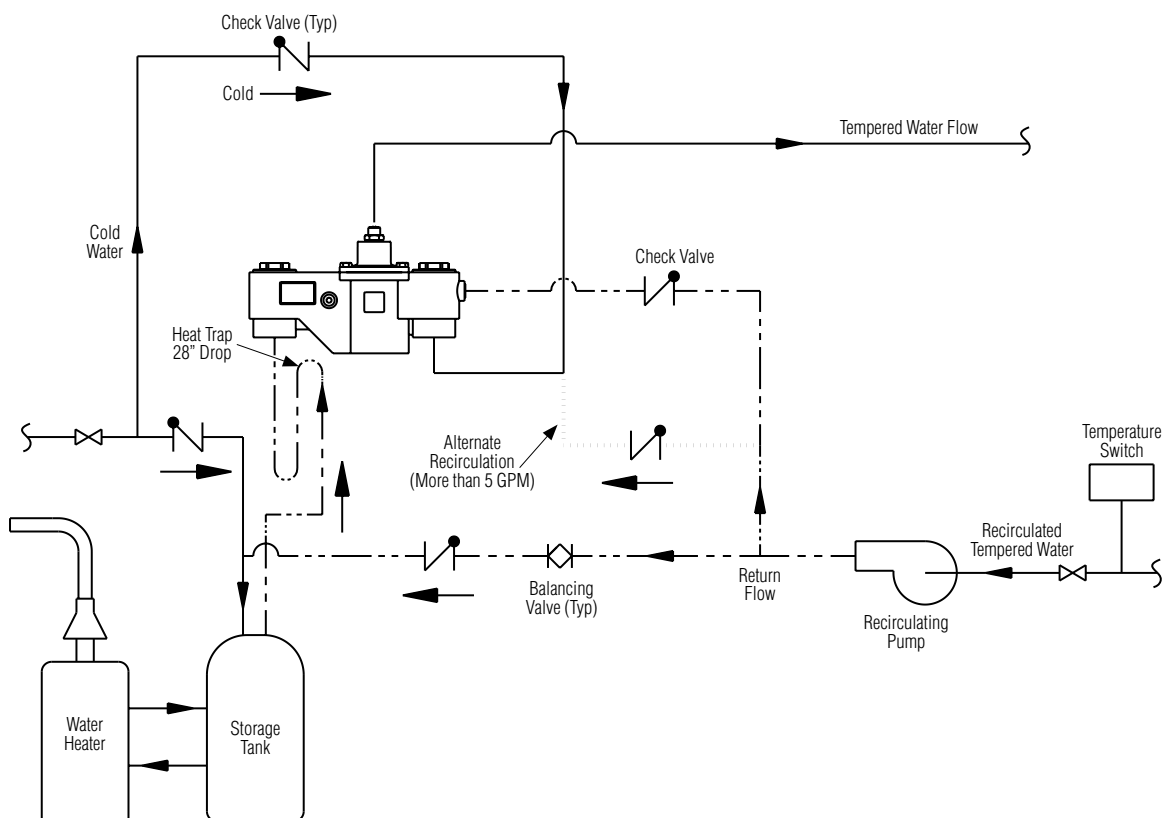 Check Valve (Typ)
Cold
Tempered Water Flow
Cold
Water
Check Valve
Heat Trap
28" Drop
Alternate
Recirculation
(More than 5 GPM)
Temperature
Switch
Recirculated
Tempered Water
Balancing
Valve (Typ)
Return
Flow
Recirculating
Pump
Water
Heater
Storage
Tank